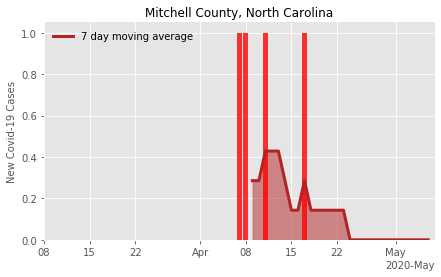 Mitchell County, North Carolina
7 day moving average
New Covid-19 Cases
1.0
0.8
0.6
0.4
0.2
0.0
08
15
22
Apr
08
15
22
May
2020-May